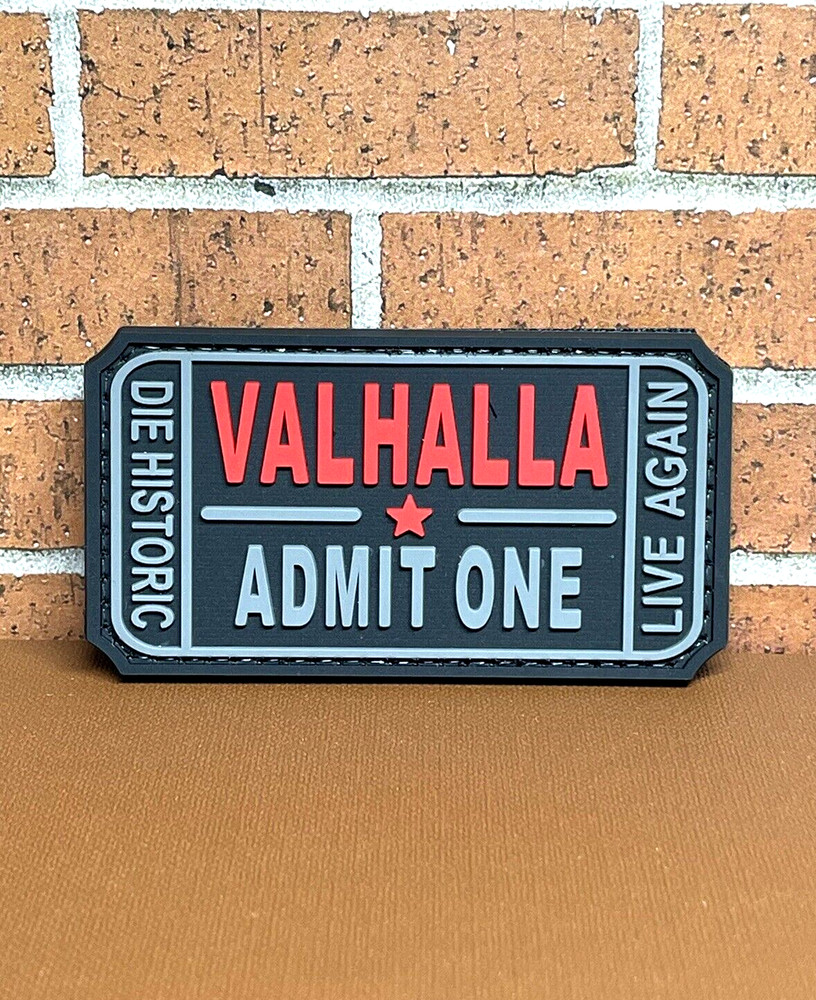 DIE HISTORIC
VALHALLA
ADMIT ONE
LIVE AGAIN